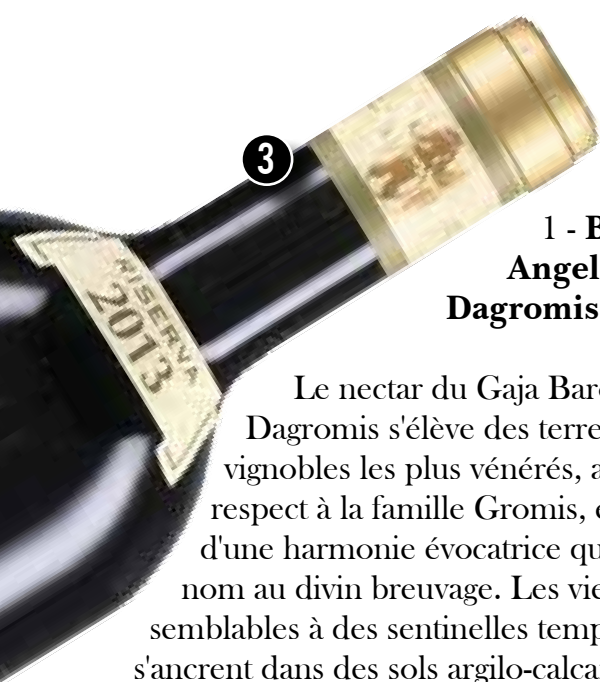 3
RISERVA
2013
1 - B
Angel
Dagromis
Le nectar du Gaja Bar
Dagromis s'élève des terre
vignobles les plus vénérés, a
respect à la famille Gromis, e
d'une harmonie évocatrice qu
nom au divin breuvage. Les vie
semblables à des sentinelles temp
s'ancrent dans des sols argilo-calca